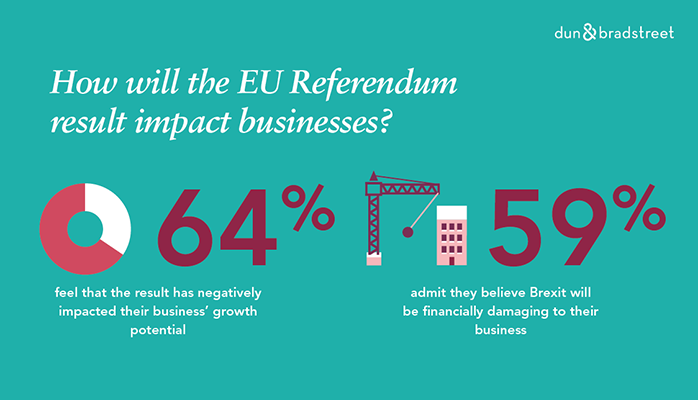 dun&bradstreet
How will the EU Referendum
result impact businesses?
64%
feel that the result has negatively
impacted their business' growth
potential
59%
admit they believe Brexit will
be financially damaging to their
business